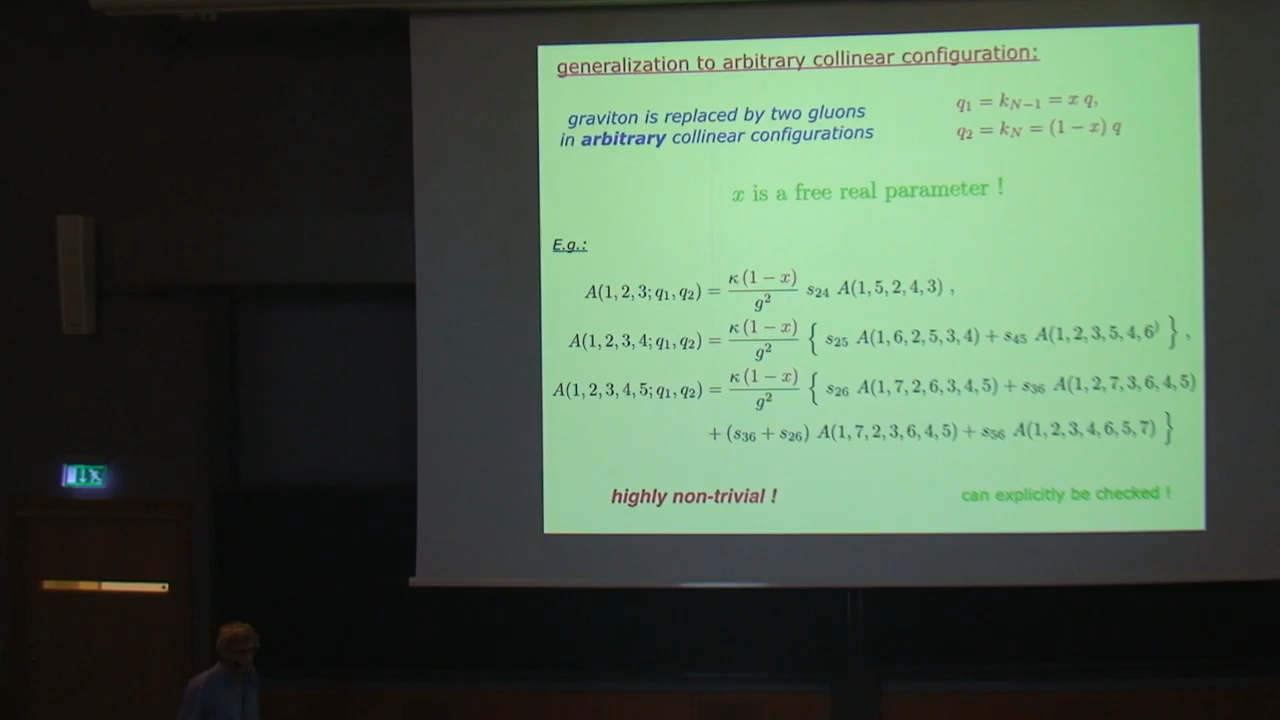 generalization to arbitrary collinear configuration:
graviton is replaced by two gluons
in arbitrary collinear configurations
q₁ = k_{N−1} = x q,
q₂ = k_N = (1 − x) q
x is a free real parameter !
E.g.:
A(1, 2, 3; q₁, q₂) = κ (1 − x) / g² s₂₄ A(1, 5, 2, 4, 3) ,
A(1, 2, 3, 4; q₁, q₂) = κ (1 − x) / g² { s₂₅ A(1, 6, 2, 5, 3, 4) + s₄₅ A(1, 2, 3, 5, 4, 6) } ,
A(1, 2, 3, 4, 5; q₁, q₂) = κ (1 − x) / g² { s₂₆ A(1, 7, 2, 6, 3, 4, 5) + s₃₆ A(1, 2, 7, 3, 6, 4, 5)
+ (s₃₆ + s₂₆) A(1, 7, 2, 3, 6, 4, 5) + s₅₆ A(1, 2, 3, 4, 6, 5, 7) }
highly non-trivial !
can explicitly be checked !